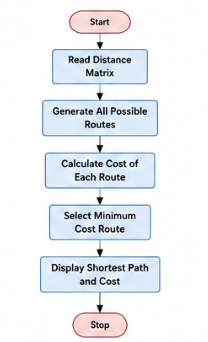 Start
Read Distance
Matrix
Generate All Possible
Routes
Calculate Cost of
Each Route
Select Minimum
Cost Route
Display Shortest Path
and Cost
Stop